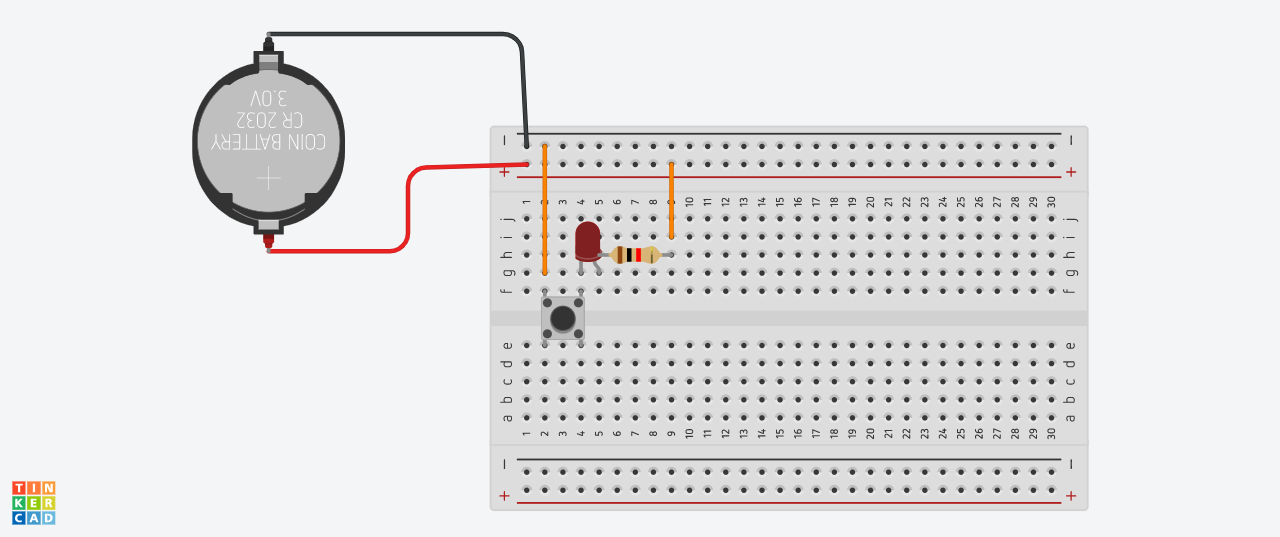 COIN BATTERY
CR 2032
3.0V
− −
+ +
1 2 3 4 5 6 7 8 9 10 11 12 13 14 15 16 17 18 19 20 21 22 23 24 25 26 27 28 29 30
j j
i i
h h
g g
f f
e e
d d
c c
b b
a a
1 2 3 4 5 6 7 8 9 10 11 12 13 14 15 16 17 18 19 20 21 22 23 24 25 26 27 28 29 30
− −
+ +
TIN
KER
CAD